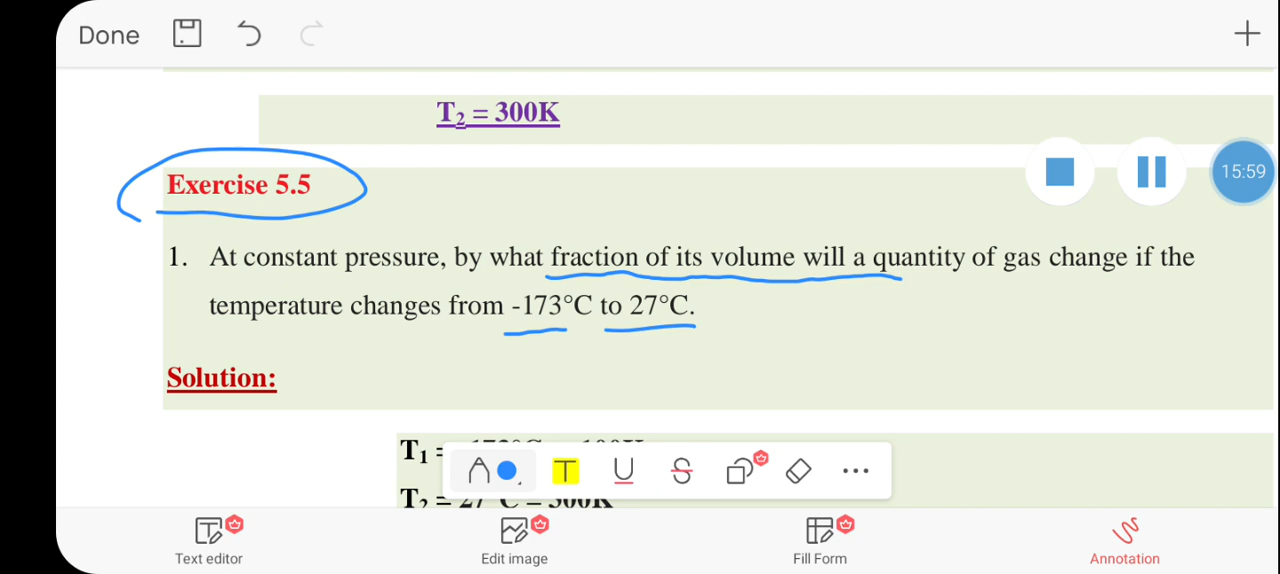 Done
T₂ = 300K
Exercise 5.5
15:59
1. At constant pressure, by what fraction of its volume will a quantity of gas change if the
temperature changes from -173°C to 27°C.
Solution:
T₁ =
T₂ = 27 °C = 300K
T U S
Text editor
Edit image
Fill Form
Annotation